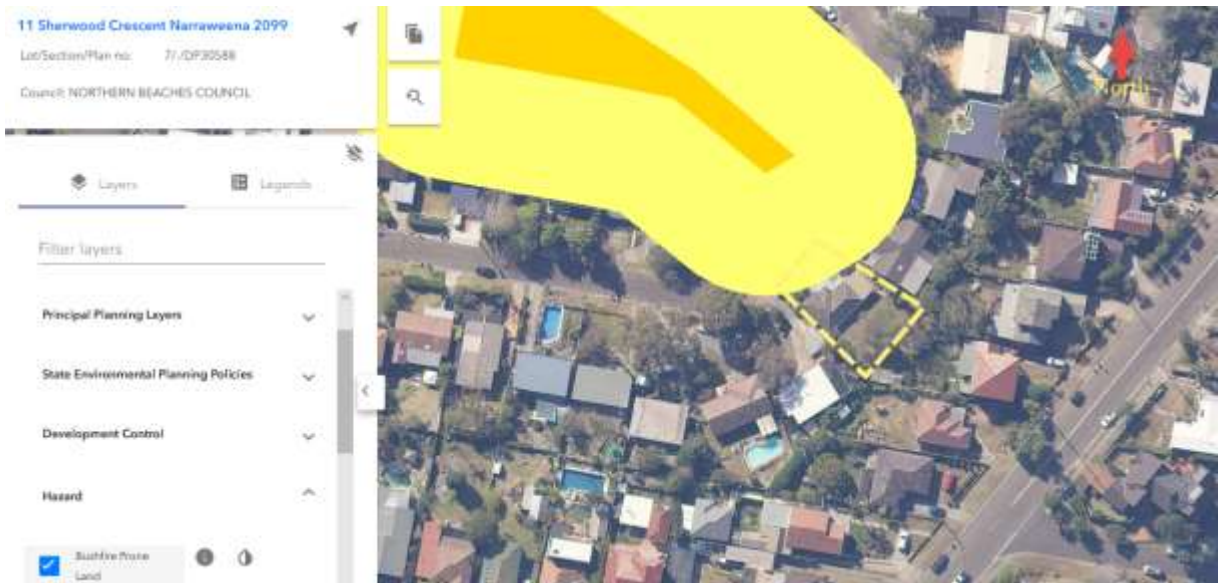 11 Sherwood Crescent Narraweena 2099
Lot/Section/Plan no: 7/-/DP30588
Council: NORTHERN BEACHES COUNCIL
Layers
Legends
Filter layers
Principal Planning Layers
State Environmental Planning Policies
Development Control
Hazard
Bushfire Prone
Land
North